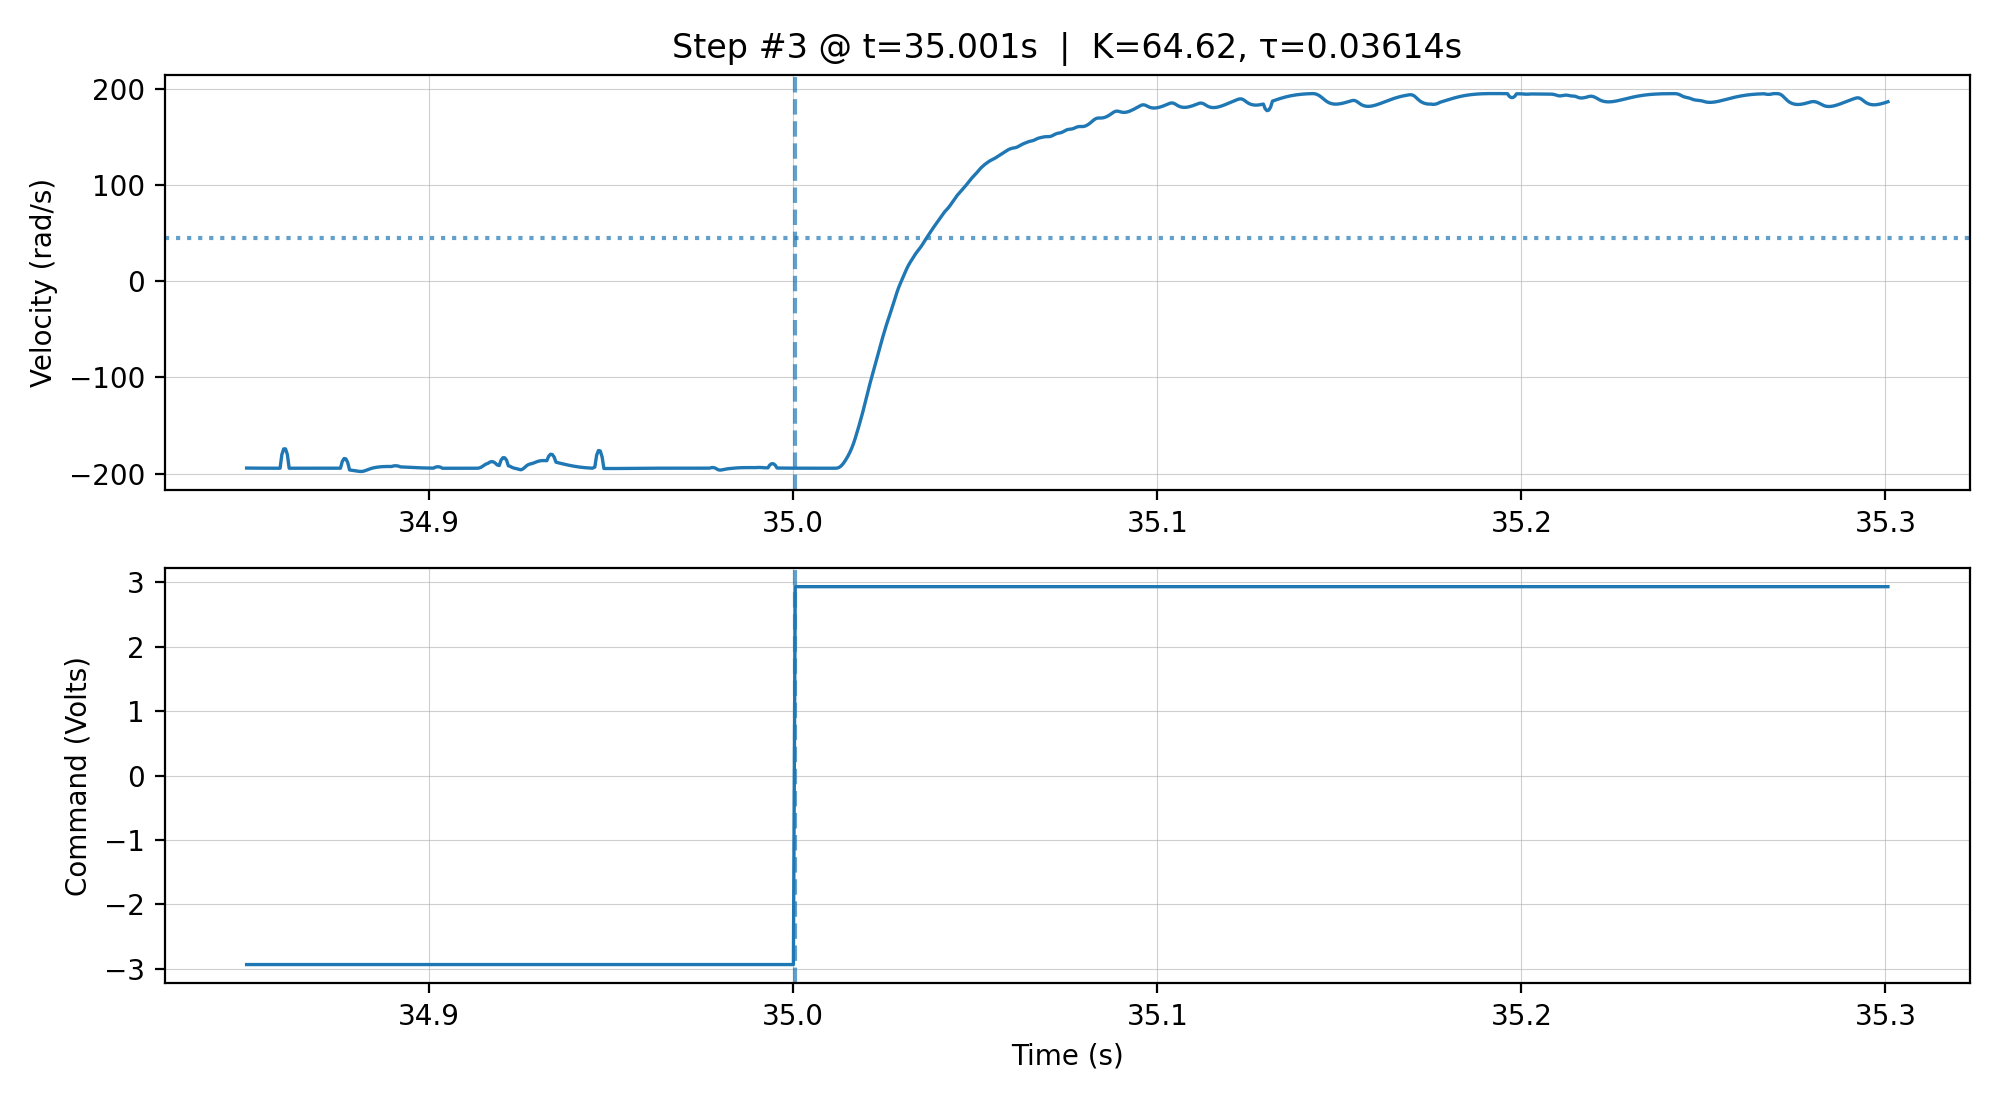 Step #3 @ t=35.001s | K=64.62, τ=0.03614s
Velocity (rad/s)
200
100
0
−100
−200
34.9 35.0 35.1 35.2 35.3
Command (Volts)
3
2
1
0
−1
−2
−3
34.9 35.0 35.1 35.2 35.3
Time (s)